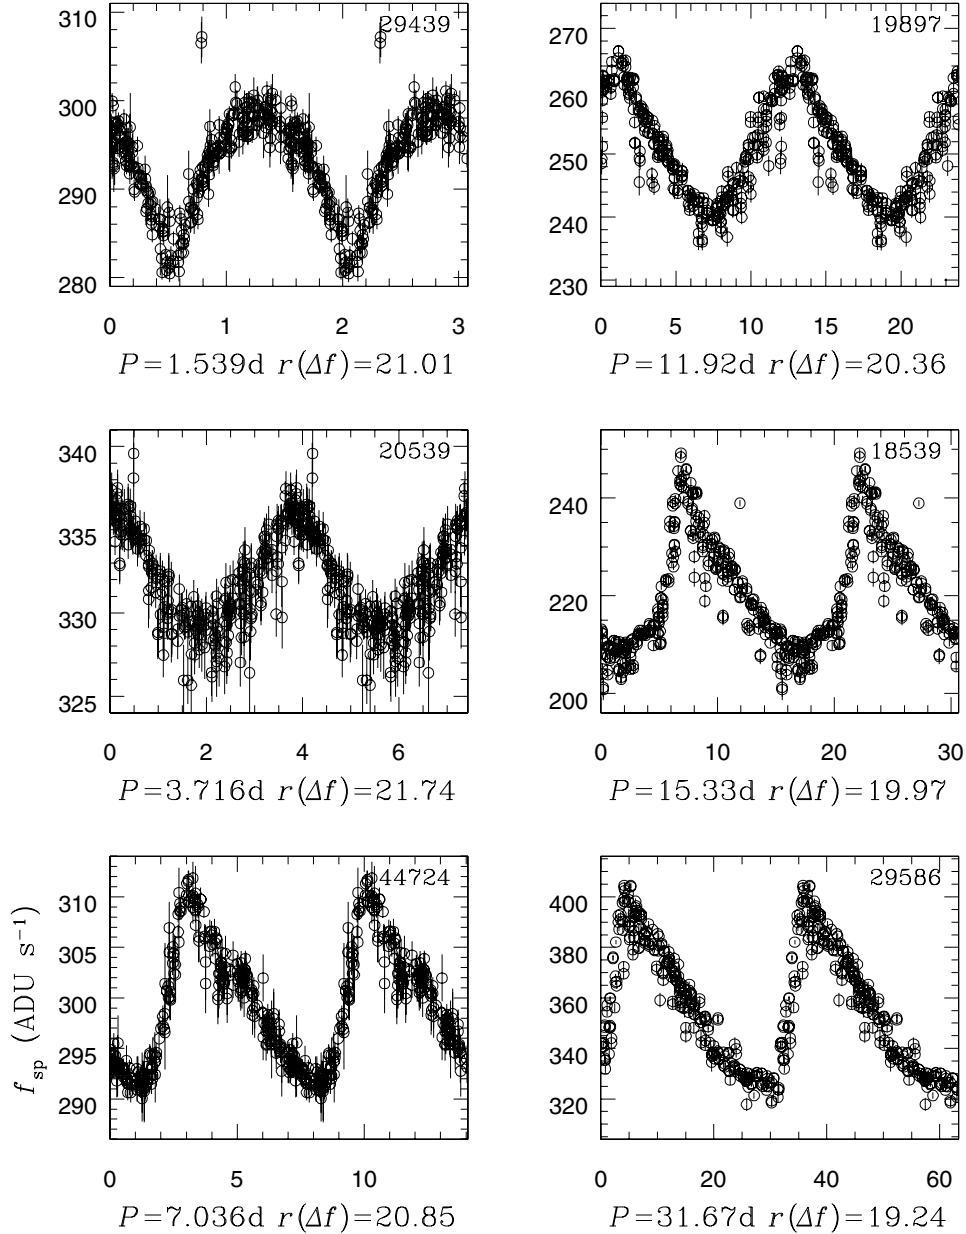 310
300
290
280
29439
0 1 2 3
P=1.539d r(Δf)=21.01
270
260
250
240
230
19897
0 5 10 15 20
P=11.92d r(Δf)=20.36
340
335
330
325
20539
0 2 4 6
P=3.716d r(Δf)=21.74
240
220
200
18539
0 10 20 30
P=15.33d r(Δf)=19.97
f_sp (ADU s⁻¹)
310
305
300
295
290
44724
0 5 10
P=7.036d r(Δf)=20.85
400
380
360
340
320
29586
0 20 40 60
P=31.67d r(Δf)=19.24